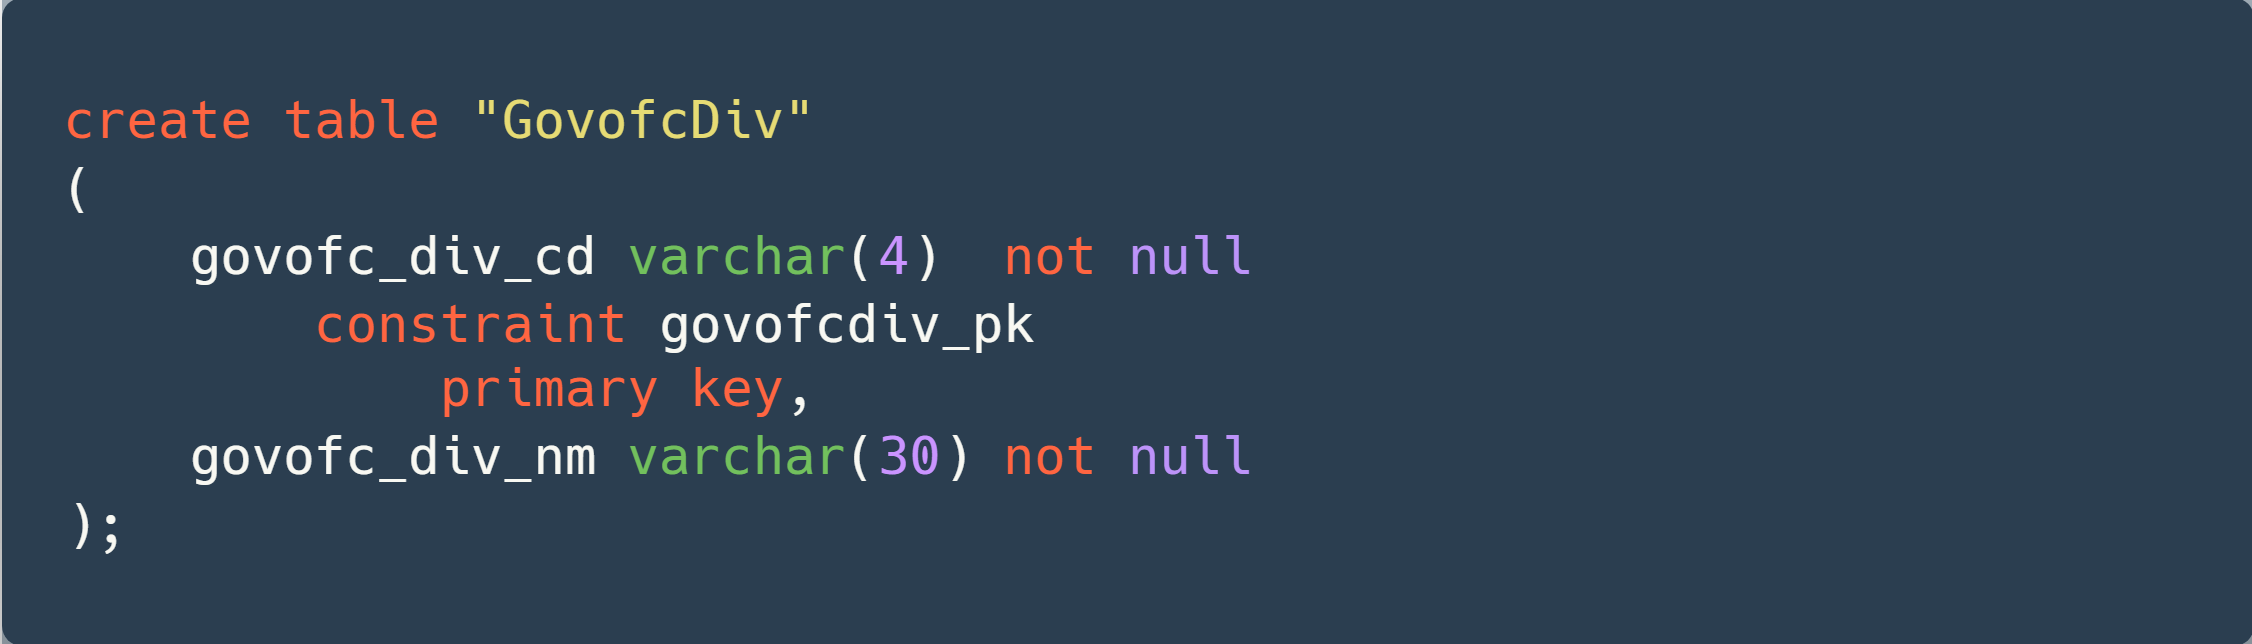 create table "GovofcDiv"
(
    govofc_div_cd varchar(4)  not null
        constraint govofcdiv_pk
            primary key,
    govofc_div_nm varchar(30) not null
);